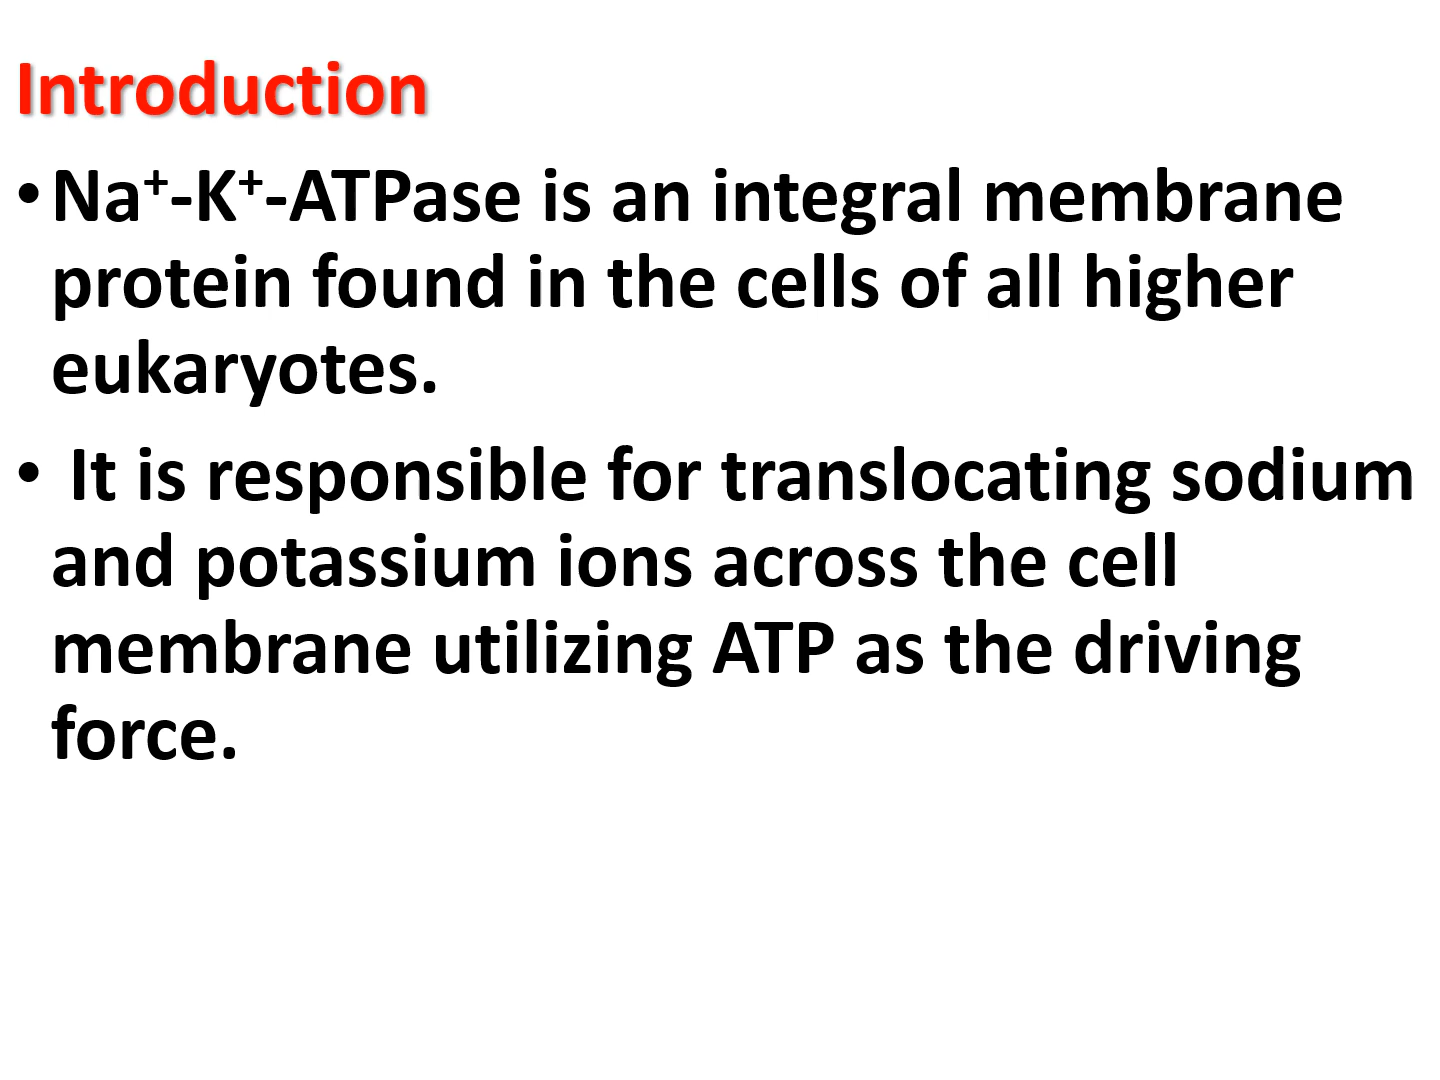 Introduction
•Na⁺-K⁺-ATPase is an integral membrane
protein found in the cells of all higher
eukaryotes.
• It is responsible for translocating sodium
and potassium ions across the cell
membrane utilizing ATP as the driving
force.